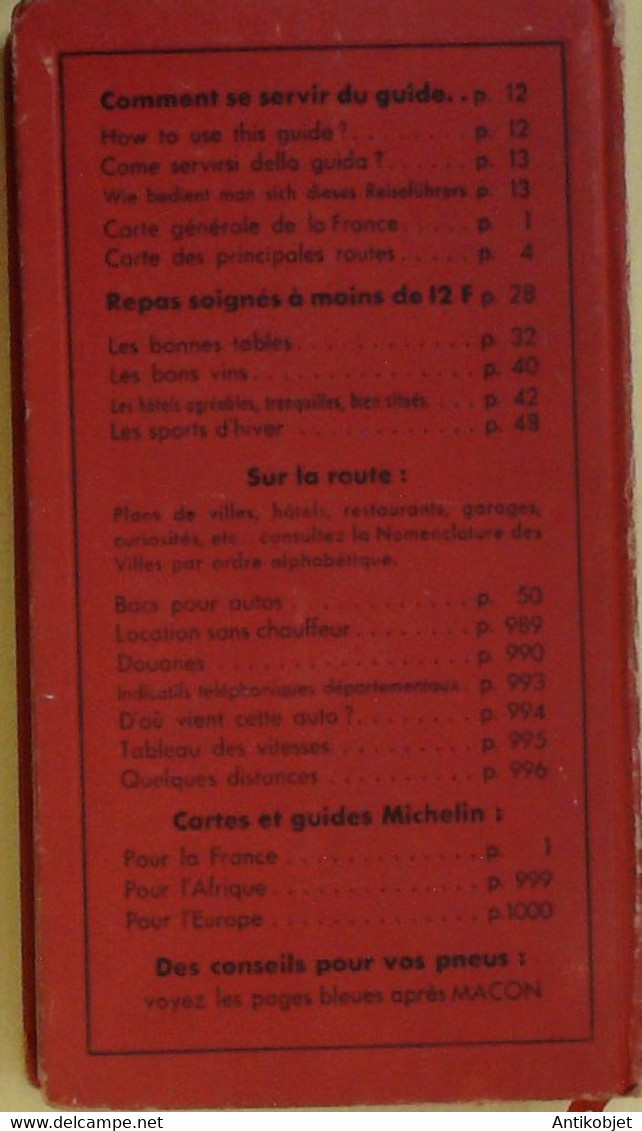 Comment se servir du guide. . p. 12
How to use this guide ? . . . . . . . . p. 12
Come servirsi della guida ? . . . . . . p. 13
Wie bedient man sich dieses Reiseführers p. 13
Carte générale de la France . . . . . p. 1
Carte des principales routes . . . . . p. 4
Repas soignés à moins de 12 F p. 28
Les bonnes tables . . . . . . . . . . . . p. 32
Les bons vins . . . . . . . . . . . . . . . p. 40
Les hôtels agréables, tranquilles, bien situés. . . . p. 42
Les sports d'hiver . . . . . . . . . . . . p. 48
Sur la route :
Plans de villes, hôtels, restaurants, garages,
curiosités, etc... consultez la Nomenclature des
Villes par ordre alphabétique.
Bacs pour autos . . . . . . . . . . . . p. 50
Location sans chauffeur . . . . . . . . p. 989
Douanes . . . . . . . . . . . . . . . . . p. 990
Indicatifs téléphoniques départementaux . p. 993
D'où vient cette auto ? . . . . . . . . p. 994
Tableau des vitesses . . . . . . . . . . p. 995
Quelques distances . . . . . . . . . . p. 996
Cartes et guides Michelin :
Pour la France . . . . . . . . . . . . . p. 1
Pour l'Afrique . . . . . . . . . . . . . . p. 999
Pour l'Europe . . . . . . . . . . . . . . p. 1000
Des conseils pour vos pneus :
voyez les pages bleues après MACON
Antikobjet.com